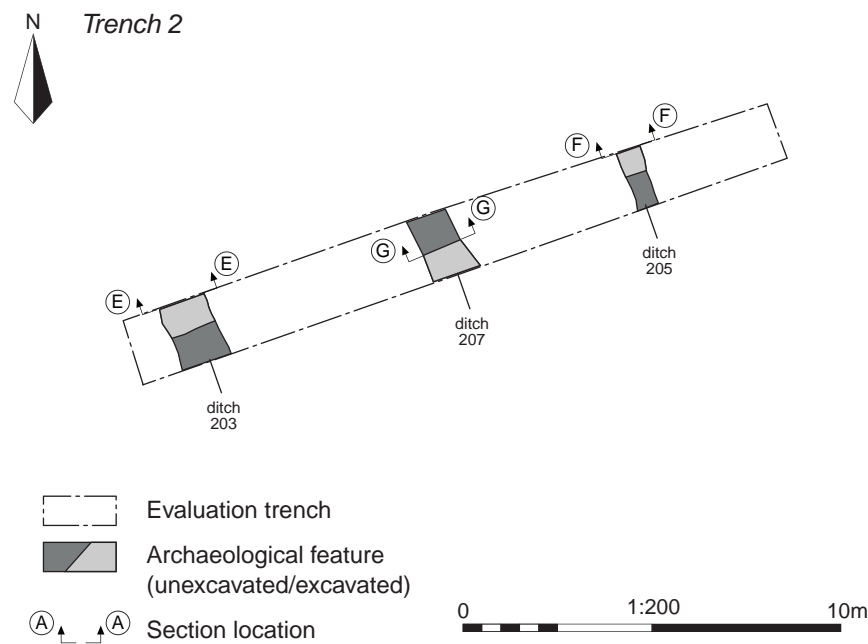 N
Trench 2
F
F
G
G
E
E
ditch
205
ditch
207
ditch
203
Evaluation trench
Archaeological feature
(unexcavated/excavated)
A A Section location
0 1:200 10m